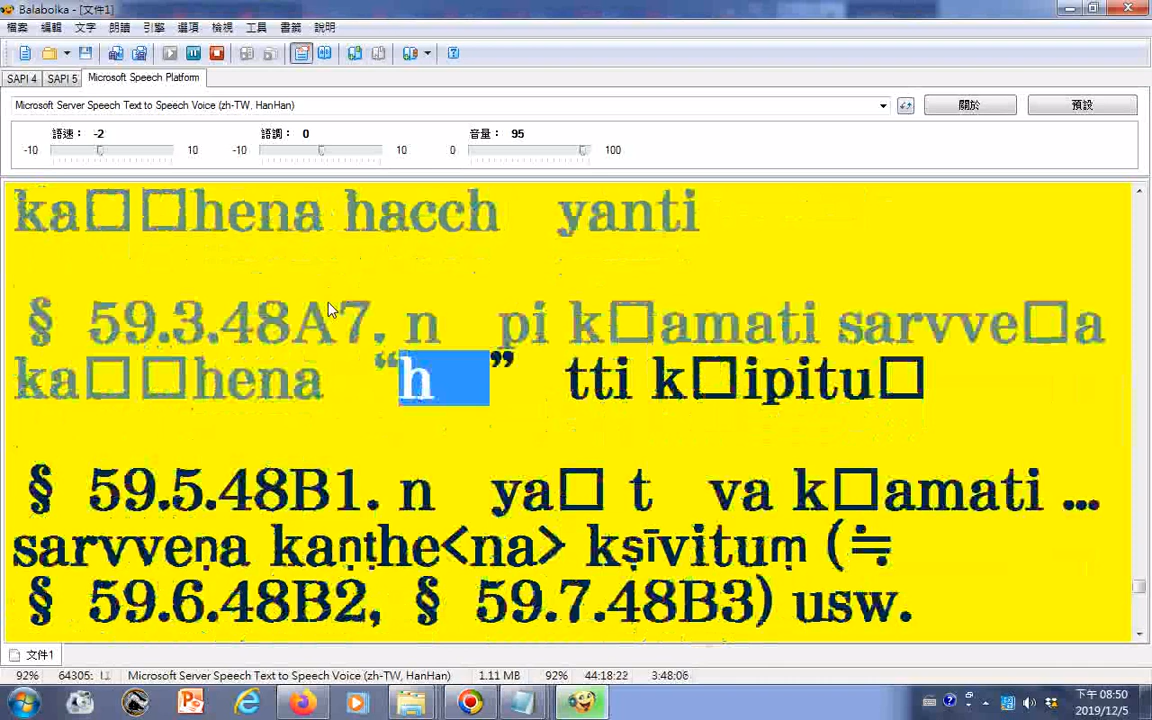 Balabolka - [文件1]
檔案 編輯 文字 朗讀 引擎 選項 檢視 工具 書籤 說明
SAPI 4 SAPI 5 Microsoft Speech Platform
Microsoft Server Speech Text to Speech Voice (zh-TW, HanHan) 關於 預設
語速： -2 語調： 0 音量： 95
-10 10 -10 10 0 100
ka□□hena hacch yanti
§ 59.3.48A7. n pi k□amati sarvve□a
ka□□hena “h ” tti k□ipitu□
§ 59.5.48B1. n ya□ t va k□amati ...
sarvveṇa kaṇṭhe<na> kṣīvituṃ (≒
§ 59.6.48B2, § 59.7.48B3) usw.
文件1
92% 64305: Microsoft Server Speech Text to Speech Voice (zh-TW, HanHan) 1.11 MB 92% 44:18:22 3:48:06
下午 08:50
2019/12/5